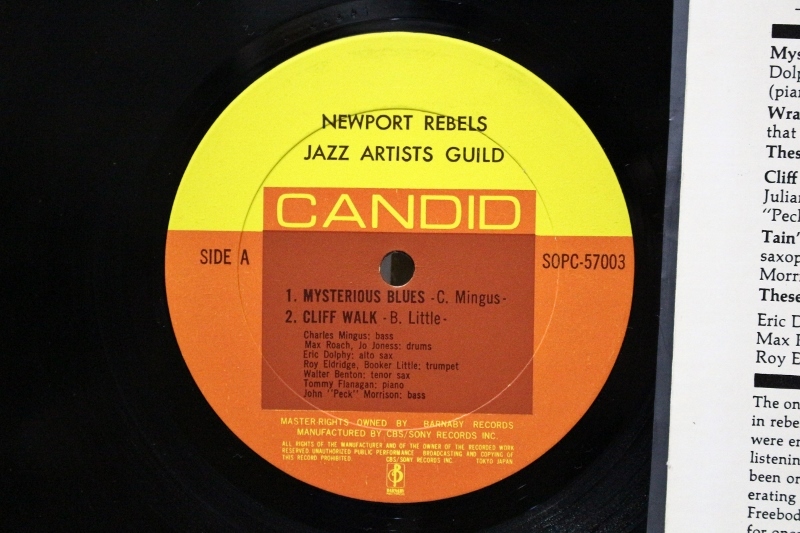 NEWPORT REBELS
JAZZ ARTISTS GUILD
CANDID
SIDE A
SOPC-57003
1. MYSTERIOUS BLUES -C. Mingus-
2. CLIFF WALK -B. Little-
Charles Mingus; bass
Max Roach, Jo Joness; drums
Eric Dolphy; alto sax
Roy Eldridge, Booker Little; trumpet
Walter Benton; tenor sax
Tommy Flanagan; piano
John "Peck" Morrison; bass
MASTER-RIGHTS OWNED BY BARNABY RECORDS
MANUFACTURED BY CBS/SONY RECORDS INC.
ALL RIGHTS OF THE MANUFACTURER AND OF THE OWNER OF THE RECORDED WORK
RESERVED UNAUTHORIZED PUBLIC PERFORMANCE BROADCASTING AND COPYING OF
THIS RECORD PROHIBITED. CBS/SONY RECORDS INC. TOKYO JAPAN
Mys
Dolp
(pian
Wra
that
Thes
Cliff
Julian
"Peck
Tain'
saxop
Morri
These
Eric D
Max R
Roy E
The on
in rebe
were en
listening
been or
erating
Freebod